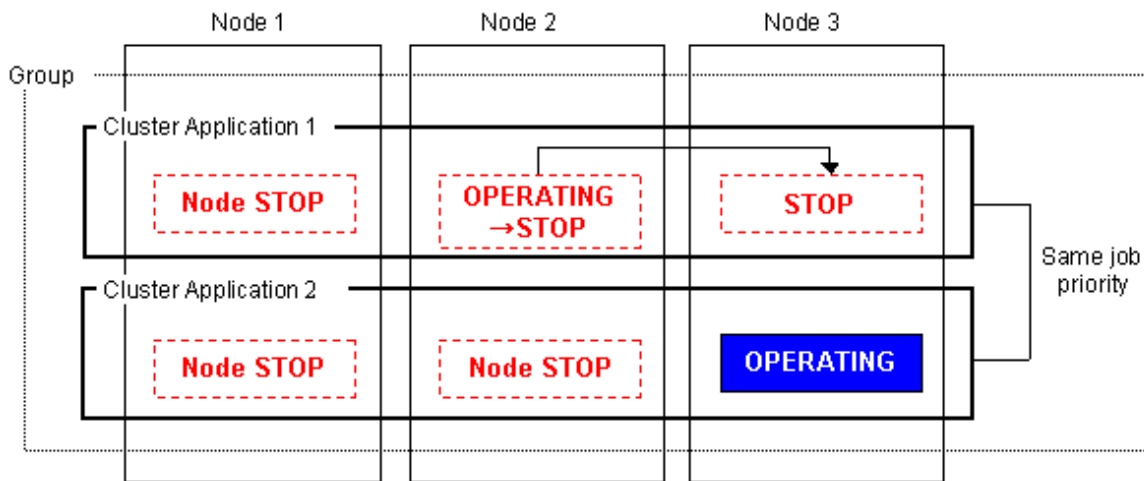 Node 1
Node 2
Node 3
Group
Cluster Application 1
Node STOP
OPERATING
→STOP
STOP
Same job
priority
Cluster Application 2
Node STOP
Node STOP
OPERATING